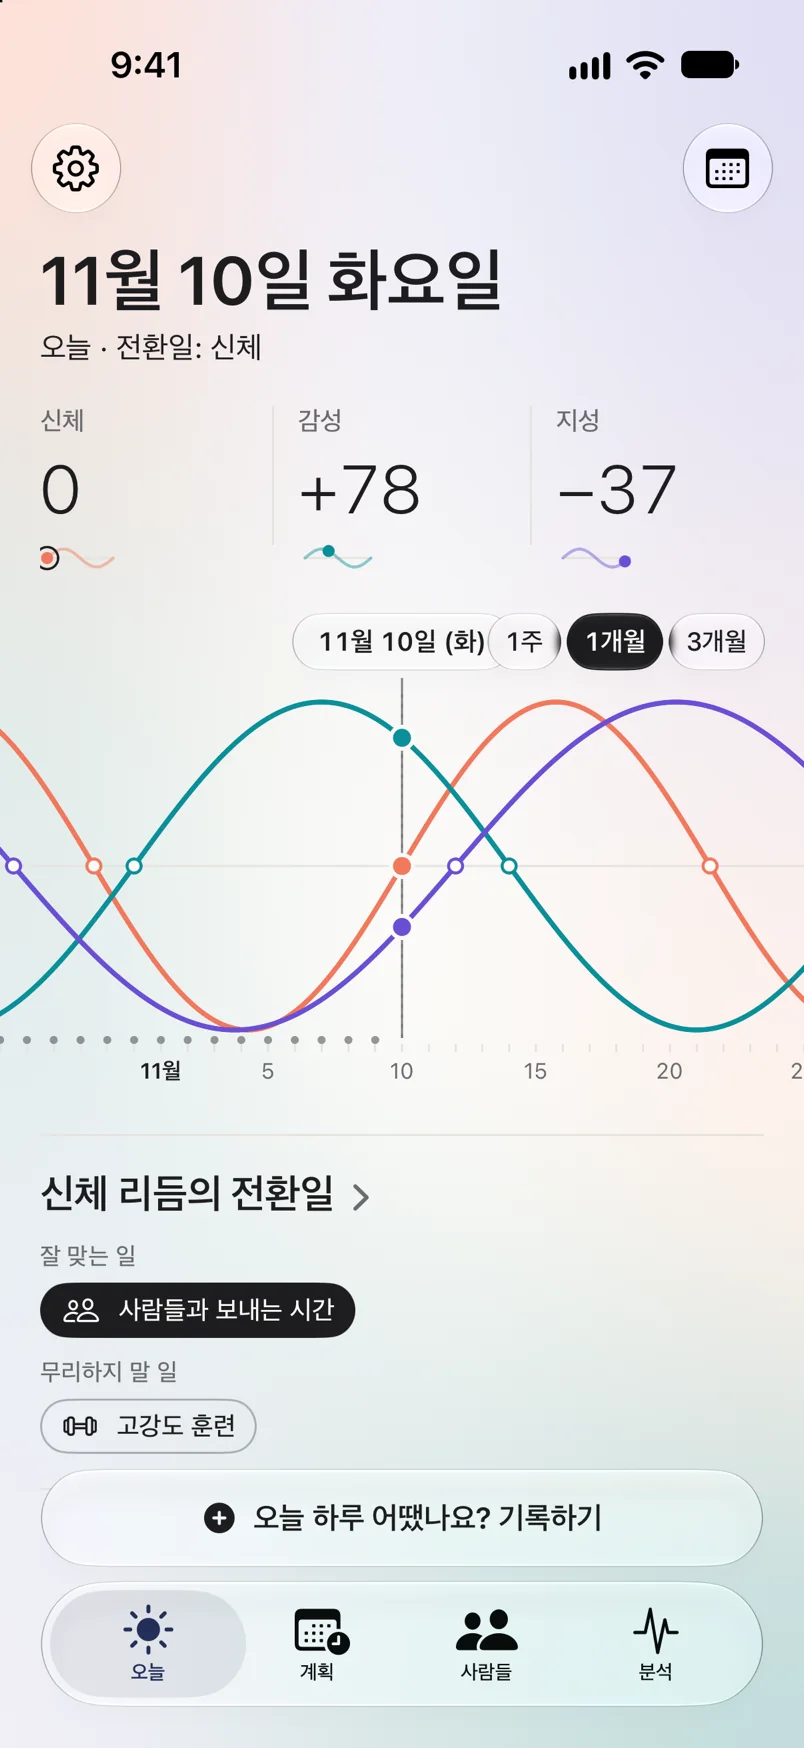 9:41
11월 10일 화요일
오늘 · 전환일: 신체
신체 감성 지성
0 +78 −37
11월 10일 (화) 1주 1개월 3개월
11월 5 10 15 20 2
신체 리듬의 전환일
잘 맞는 일
사람들과 보내는 시간
무리하지 말 일
고강도 훈련
오늘 하루 어땠나요? 기록하기
오늘 계획 사람들 분석